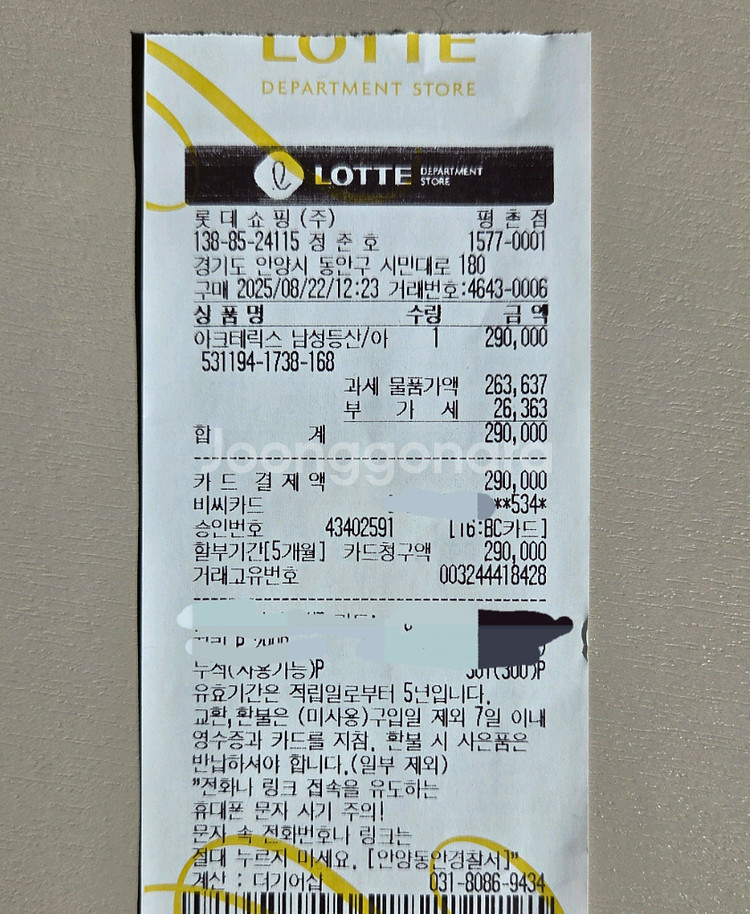 LOTTE
DEPARTMENT STORE
LOTTE DEPARTMENT STORE
롯데쇼핑(주) 평촌점
138-85-24115 정준호 1577-0001
경기도 안양시 동안구 시민대로 180
구매 2025/08/22/12:23 거래번호:4643-0006
상품명 수량 금액
아크테릭스 남성등산/아 1 290,000
531194-1738-168
과세 물품가액 263,637
부가세 26,363
합계 290,000
Joonggonara
카드결제액 290,000
비씨카드 **534*
승인번호 43402591 [16:BC카드]
할부기간[5개월] 카드청구액 290,000
거래고유번호 003244418428
누적(사용가능)P 301(300)P
유효기간은 적립일로부터 5년입니다.
교환,환불은 (미사용)구입일 제외 7일 이내
영수증과 카드를 지참. 환불 시 사은품은
반납하셔야 합니다.(일부 제외)
"전화나 링크 접속을 유도하는
휴대폰 문자 사기 주의!
문자 속 전화번호나 링크는
절대 누르지 마세요. [안양동안경찰서]"
계산 : 더기어샵 031-8086-9434